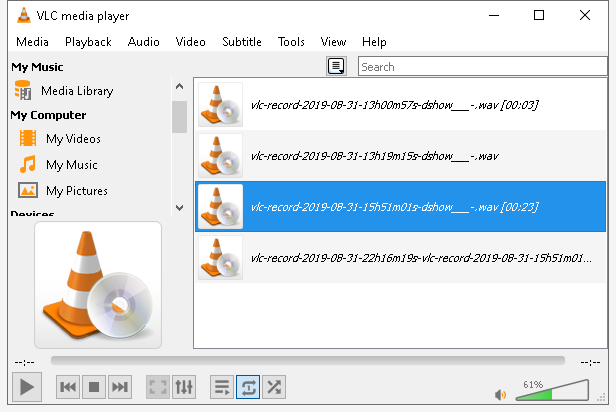 VLC media player
Media Playback Audio Video Subtitle Tools View Help
My Music
Media Library
My Computer
My Videos
My Music
My Pictures
Devices
Search
vlc-record-2019-08-31-13h00m57s-dshow___-.wav [00:03]
vlc-record-2019-08-31-13h19m15s-dshow___-.wav
vlc-record-2019-08-31-15h51m01s-dshow___-.wav [00:23]
vlc-record-2019-08-31-22h16m19s-vlc-record-2019-08-31-15h51m01...
--:-- --:--
61%